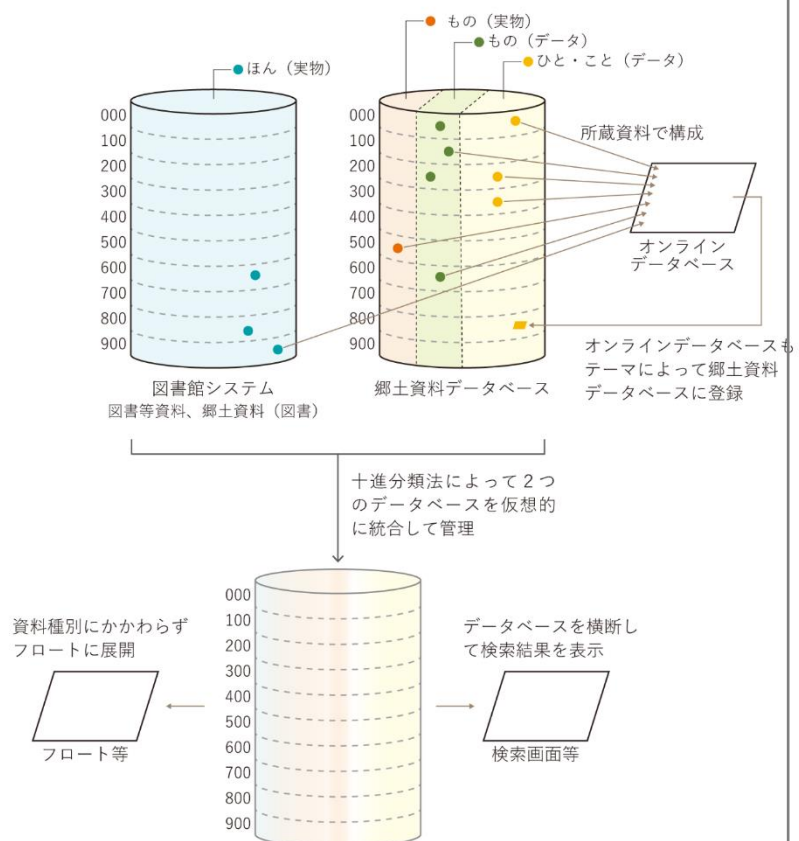 もの（実物）
もの（データ）
ほん（実物）
ひと・こと（データ）
000
100
200
300
400
500
600
700
800
900
000
100
200
300
400
500
600
700
800
900
所蔵資料で構成
オンライン
データベース
オンラインデータベースも
テーマによって郷土資料
データベースに登録
図書館システム
図書等資料、郷土資料（図書）
郷土資料データベース
十進分類法によって２つ
のデータベースを仮想的
に統合して管理
資料種別にかかわらず
フロートに展開
フロート等
000
100
200
300
400
500
600
700
800
900
データベースを横断し
て検索結果を表示
検索画面等